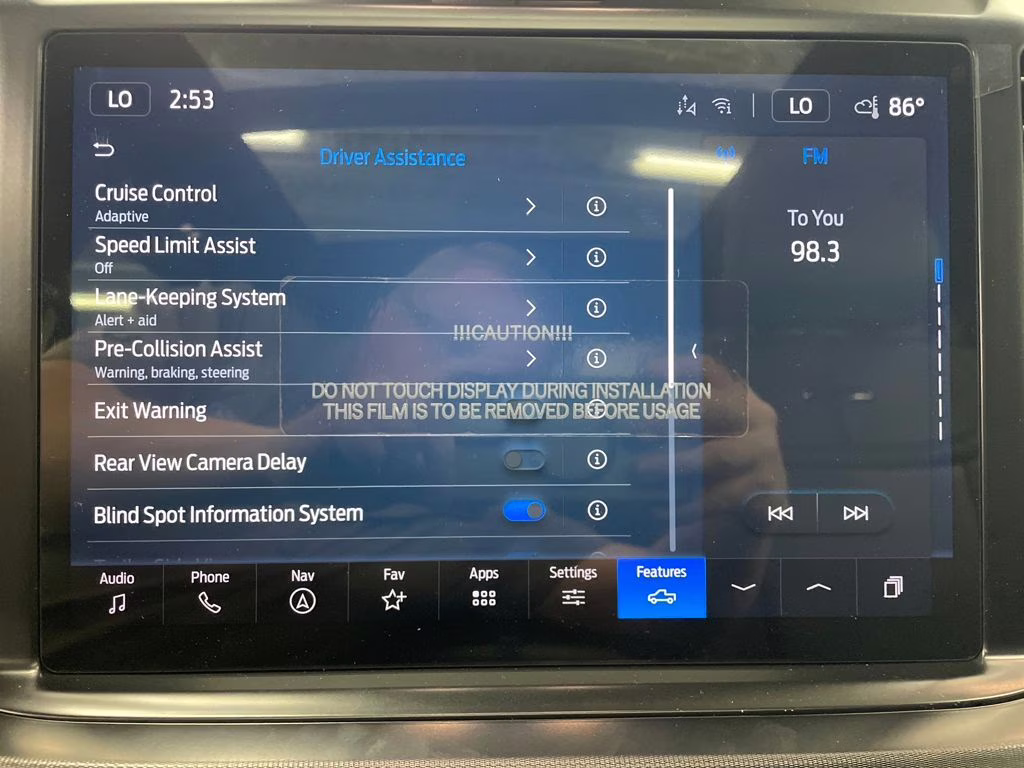 LO 2:53 LO 86°
Driver Assistance FM
Cruise Control
Adaptive
To You
98.3
Speed Limit Assist
Off
Lane-Keeping System
Alert + aid
!!!CAUTION!!!
Pre-Collision Assist
Warning, braking, steering
DO NOT TOUCH DISPLAY DURING INSTALLATION
THIS FILM IS TO BE REMOVED BEFORE USAGE
Exit Warning
Rear View Camera Delay
Blind Spot Information System
Audio Phone Nav Fav Apps Settings Features